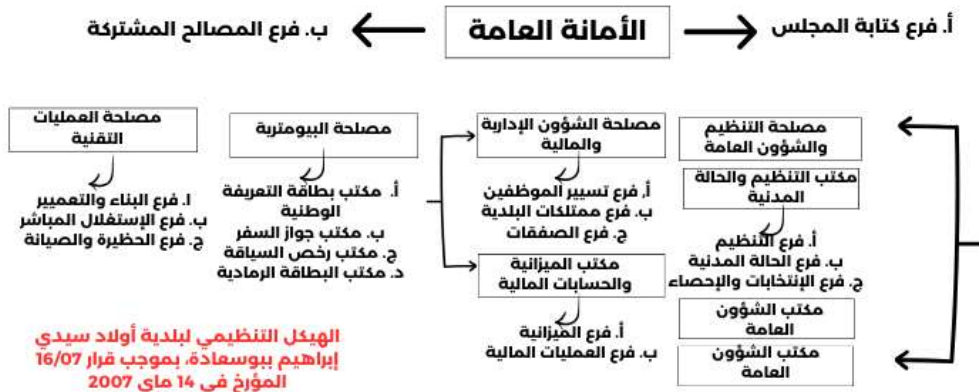 أ. فرع كتابة المجلس
الأمانة العامة
ب. فرع المصالح المشتركة
مصلحة التنظيم
والشؤون العامة
مكتب التنظيم والحالة
المدنية
أ. فرع التنظيم
ب. فرع الحالة المدنية
ج. فرع الإنتخابات والإحصاء
مكتب الشؤون
العامة
مكتب الشؤون
العامة
مصلحة الشؤون الإدارية
والمالية
أ, فرع تسيير الموظفين
ب. فرع ممتلكات البلدية
ج. فرع الصفقات
مكتب الميزانية
والحسابات المالية
أ. فرع الميزانية
ب. فرع العمليات المالية
مصلحة البيومترية
أ. مكتب بطاقة التعريفة
الوطنية
ب. مكتب جواز السفر
ج. مكتب رخص السياقة
د. مكتب البطاقة الرمادية
مصلحة العمليات
التقنية
ا. فرع البناء والتعميير
ب. فرع الإستغلال المباشر
ج. فرع الحظيرة والصيانة
الهيكل التنظيمي لبلدية أولاد سيدي
إبراهيم ببوسعادة، بموجب قرار 16/07
المؤرخ في 14 ماي 2007